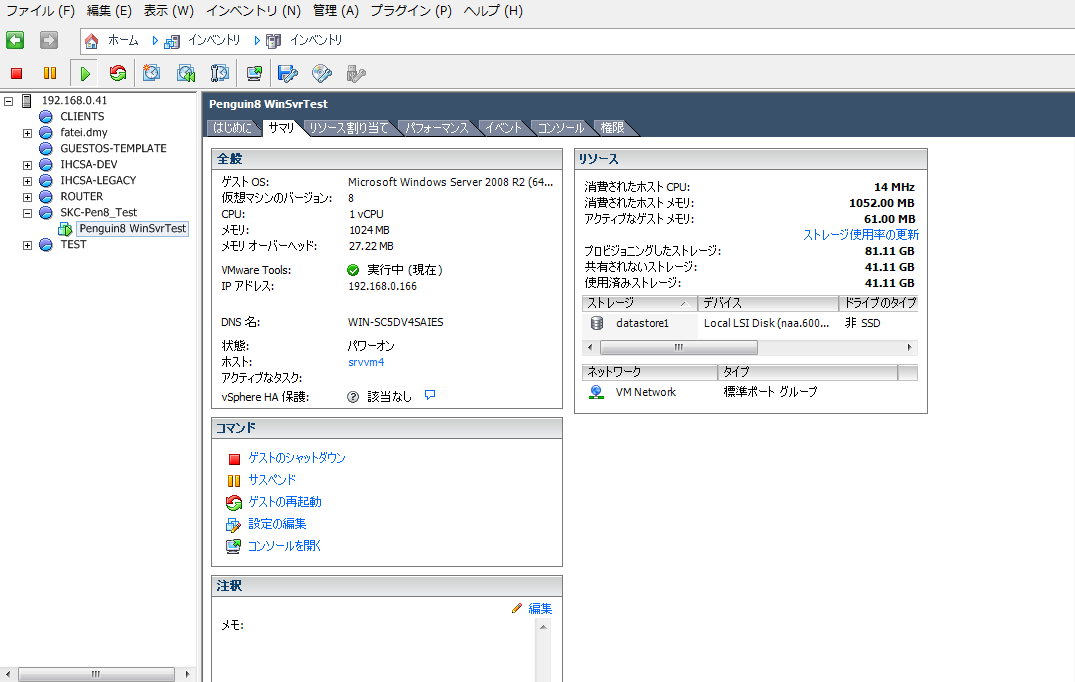 ファイル (F) 編集 (E) 表示 (W) インベントリ (N) 管理 (A) プラグイン (P) ヘルプ (H)
ホーム インベントリ インベントリ
192.168.0.41
CLIENTS
fatei.dmy
GUESTOS-TEMPLATE
IHCSA-DEV
IHCSA-LEGACY
ROUTER
SKC-Pen8_Test
Penguin8 WinSvrTest
TEST
Penguin8 WinSvrTest
はじめに サマリ リソース割り当て パフォーマンス イベント コンソール 権限
全般
ゲスト OS: Microsoft Windows Server 2008 R2 (64...
仮想マシンのバージョン: 8
CPU: 1 vCPU
メモリ: 1024 MB
メモリ オーバーヘッド: 27.22 MB
VMware Tools: 実行中 (現在)
IP アドレス: 192.168.0.166
DNS 名: WIN-SC5DV4SAIES
状態: パワーオン
ホスト: srvvm4
アクティブなタスク:
vSphere HA 保護: 該当なし
コマンド
ゲストのシャットダウン
サスペンド
ゲストの再起動
設定の編集
コンソールを開く
注釈
編集
メモ:
リソース
消費されたホスト CPU: 14 MHz
消費されたホスト メモリ: 1052.00 MB
アクティブなゲスト メモリ: 61.00 MB
ストレージ使用率の更新
プロビジョニングしたストレージ: 81.11 GB
共有されないストレージ: 41.11 GB
使用済みストレージ: 41.11 GB
ストレージ デバイス ドライブのタイプ
datastore1 Local LSI Disk (naa.600... 非 SSD
ネットワーク タイプ
VM Network 標準ポート グループ